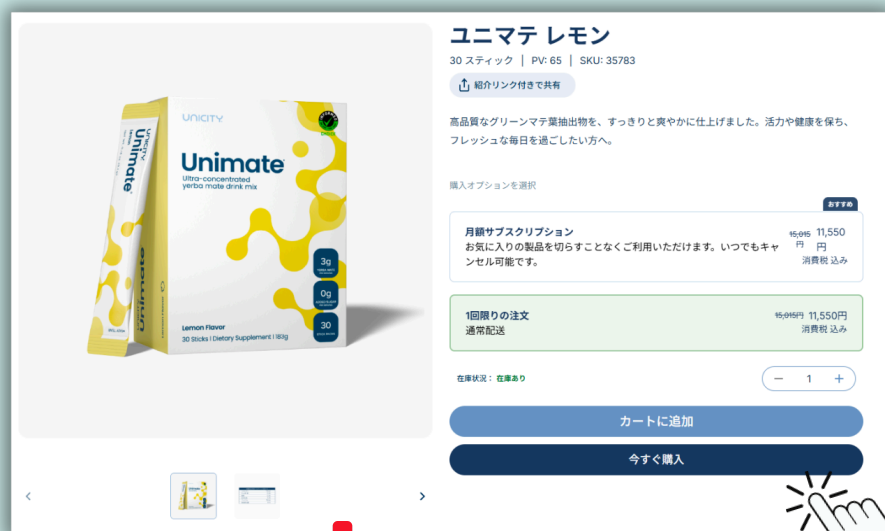 ユニマテ レモン
30 スティック | PV: 65 | SKU: 35783
紹介リンク付きで共有
高品質なグリーンマテ葉抽出物を、すっきりと爽やかに仕上げました。活力や健康を保ち、
フレッシュな毎日を過ごしたい方へ。
購入オプションを選択
おすすめ
月額サブスクリプション
15,015円 11,550円
お気に入りの製品を切らすことなくご利用いただけます。いつでもキャ
ンセル可能です。
消費税 込み
1回限りの注文
15,015円 11,550円
通常配送
消費税 込み
在庫状況： 在庫あり
1
カートに追加
今すぐ購入
UNICITY
Unimate
Ultra-concentrated
yerba mate drink mix
3g
0g
30
Lemon Flavor
30 Sticks | Dietary Supplement | 183g
UNICITY
Unimate
Unimate